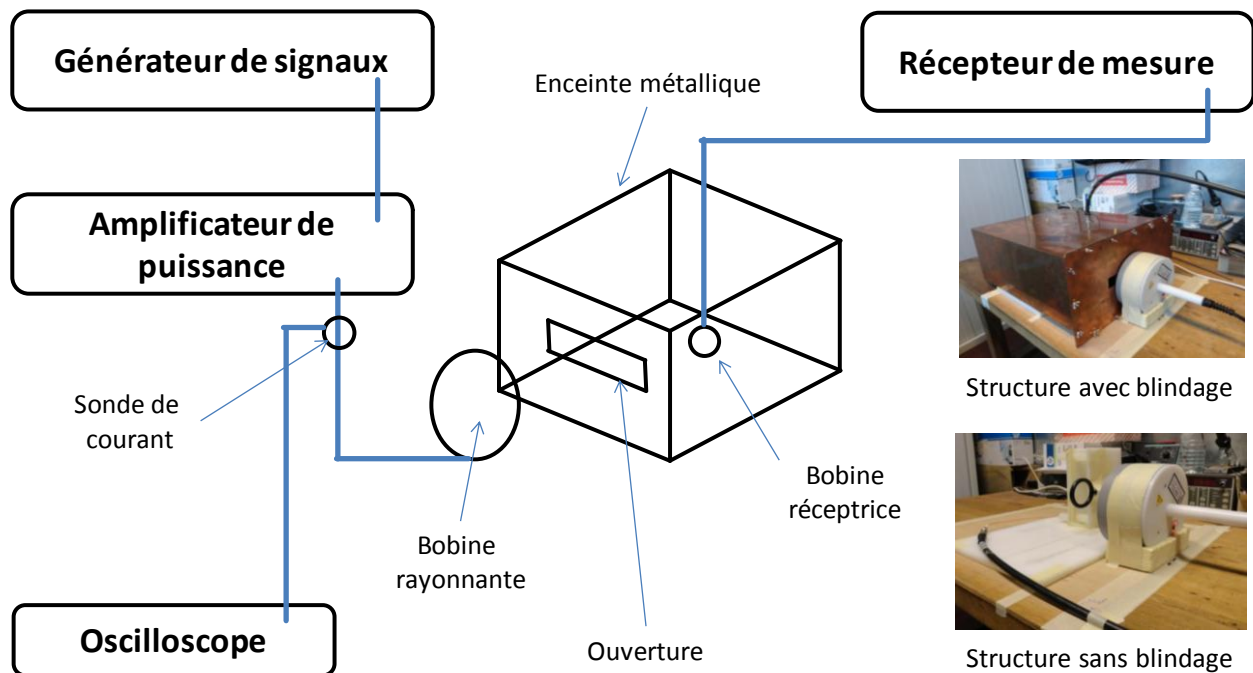 Générateur de signaux
Enceinte métallique
Récepteur de mesure
Amplificateur de
puissance
Sonde de
courant
Bobine
rayonnante
Bobine
réceptrice
Structure avec blindage
Oscilloscope
Ouverture
Structure sans blindage